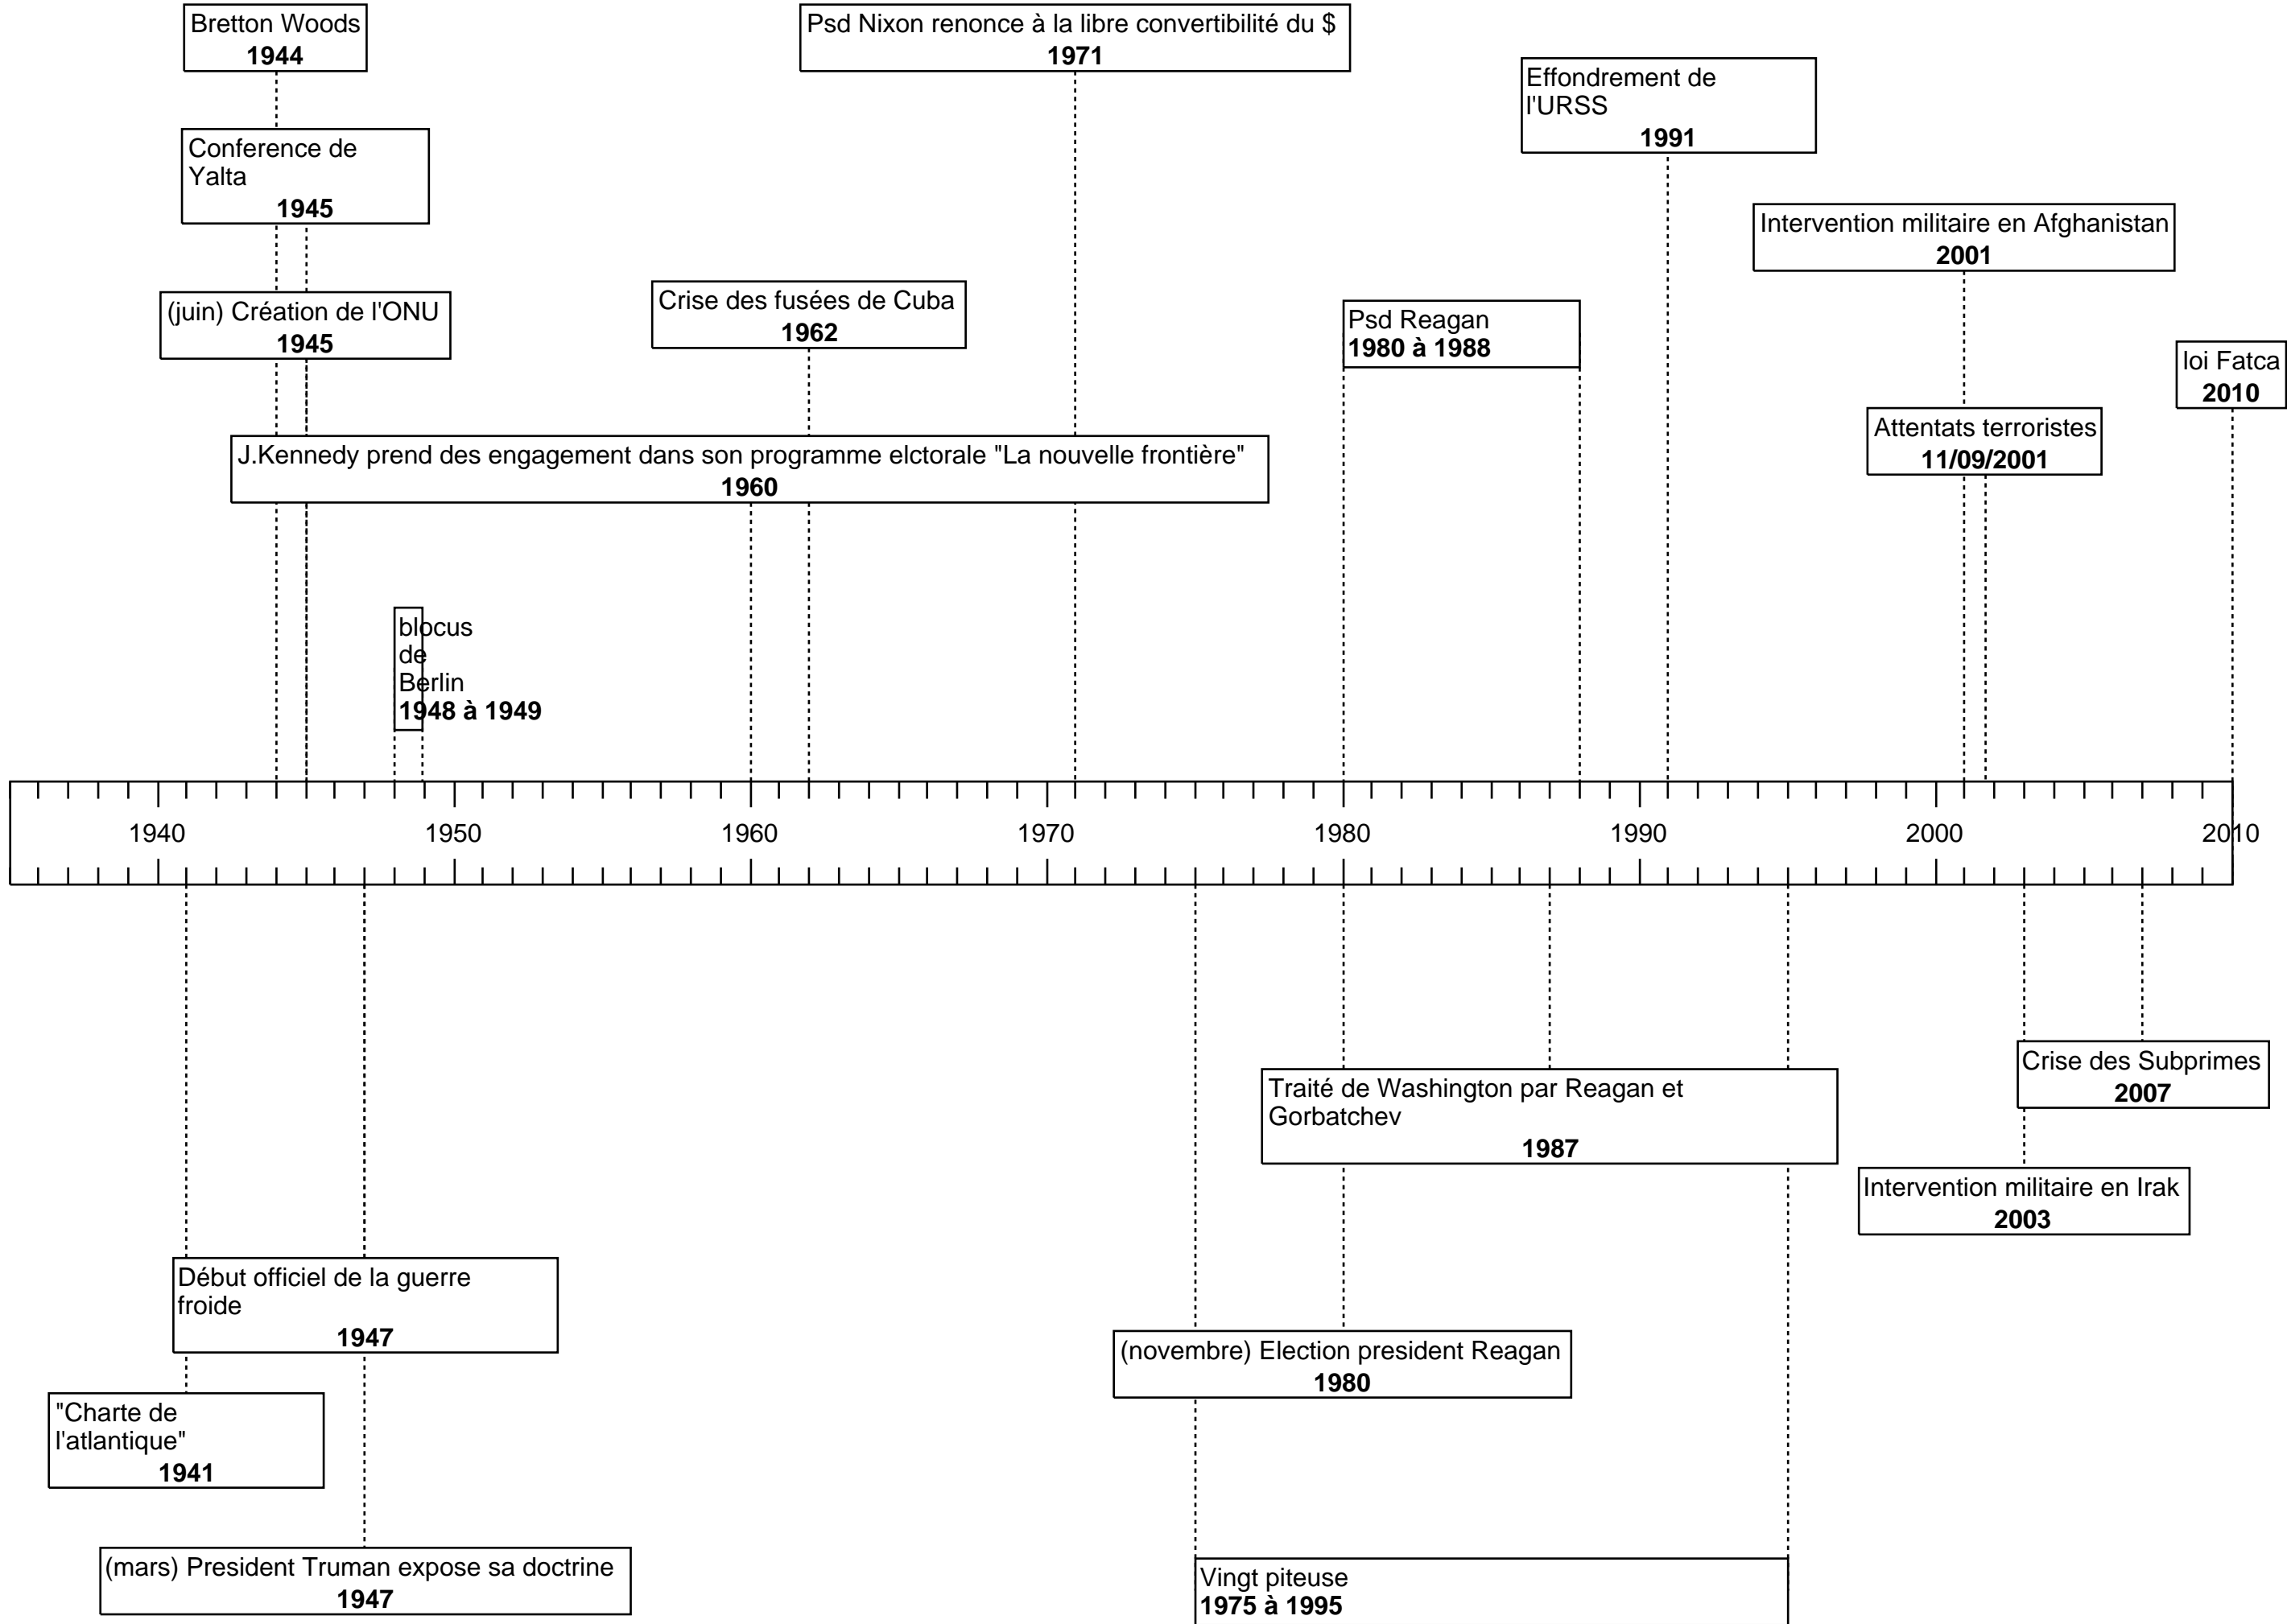 Bretton Woods
1944
Psd Nixon renonce à la libre convertibilité du $
1971
Effondrement de
l'URSS
1991
Conference de
Yalta
1945
Intervention militaire en Afghanistan
2001
(juin) Création de l'ONU
1945
Crise des fusées de Cuba
1962
Psd Reagan
1980 à 1988
loi Fatca
2010
Attentats terroristes
11/09/2001
J.Kennedy prend des engagement dans son programme elctorale "La nouvelle frontière"
1960
blocus
de
Berlin
1948 à 1949
1940 1950 1960 1970 1980 1990 2000 2010
Crise des Subprimes
2007
Traité de Washington par Reagan et
Gorbatchev
1987
Intervention militaire en Irak
2003
Début officiel de la guerre
froide
1947
(novembre) Election president Reagan
1980
"Charte de
l'atlantique"
1941
(mars) President Truman expose sa doctrine
1947
Vingt piteuse
1975 à 1995